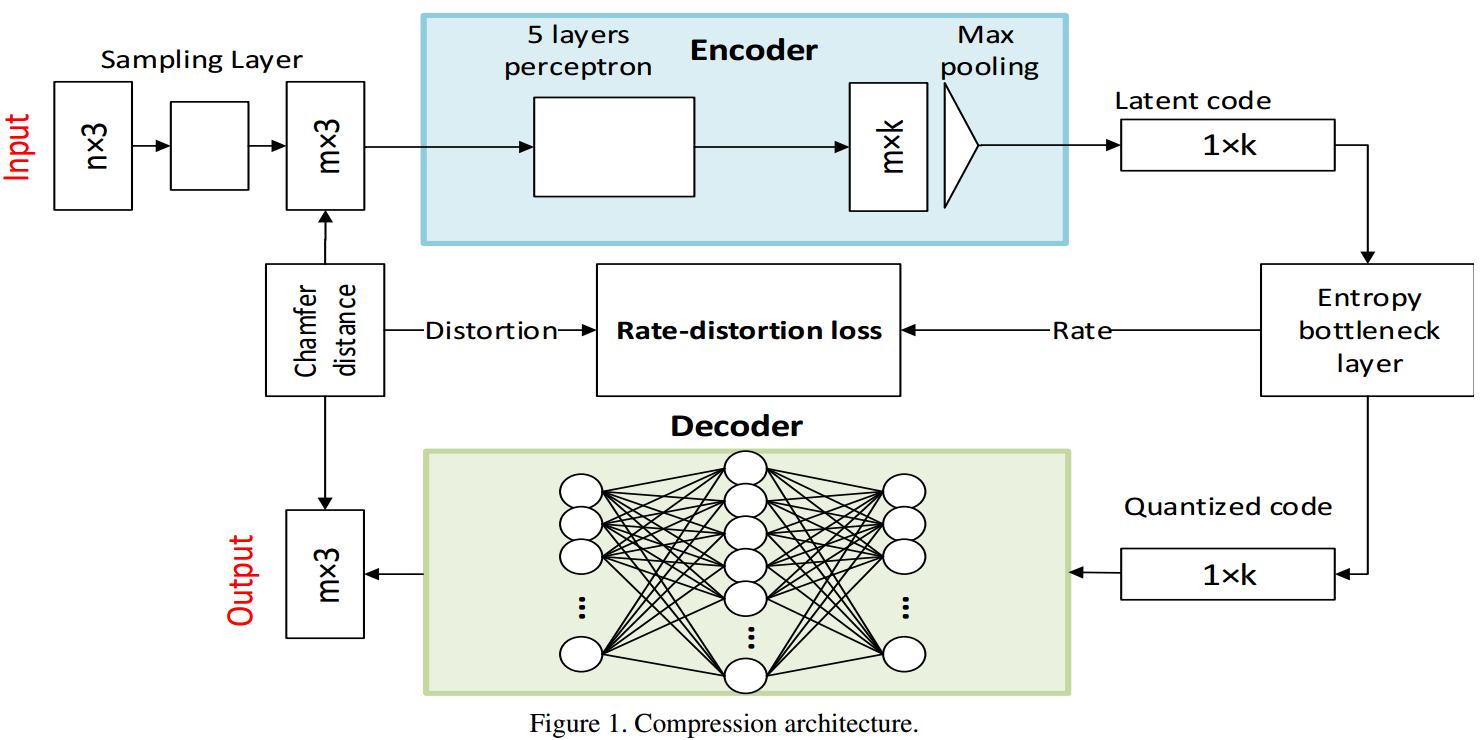 Sampling Layer
Input
n×3
m×3
5 layers
perceptron
Encoder
m×k
Max
pooling
Latent code
1×k
Chamfer
distance
Distortion
Rate-distortion loss
Rate
Entropy
bottleneck
layer
Decoder
Quantized code
1×k
...
...
...
Output
m×3
Figure 1. Compression architecture.